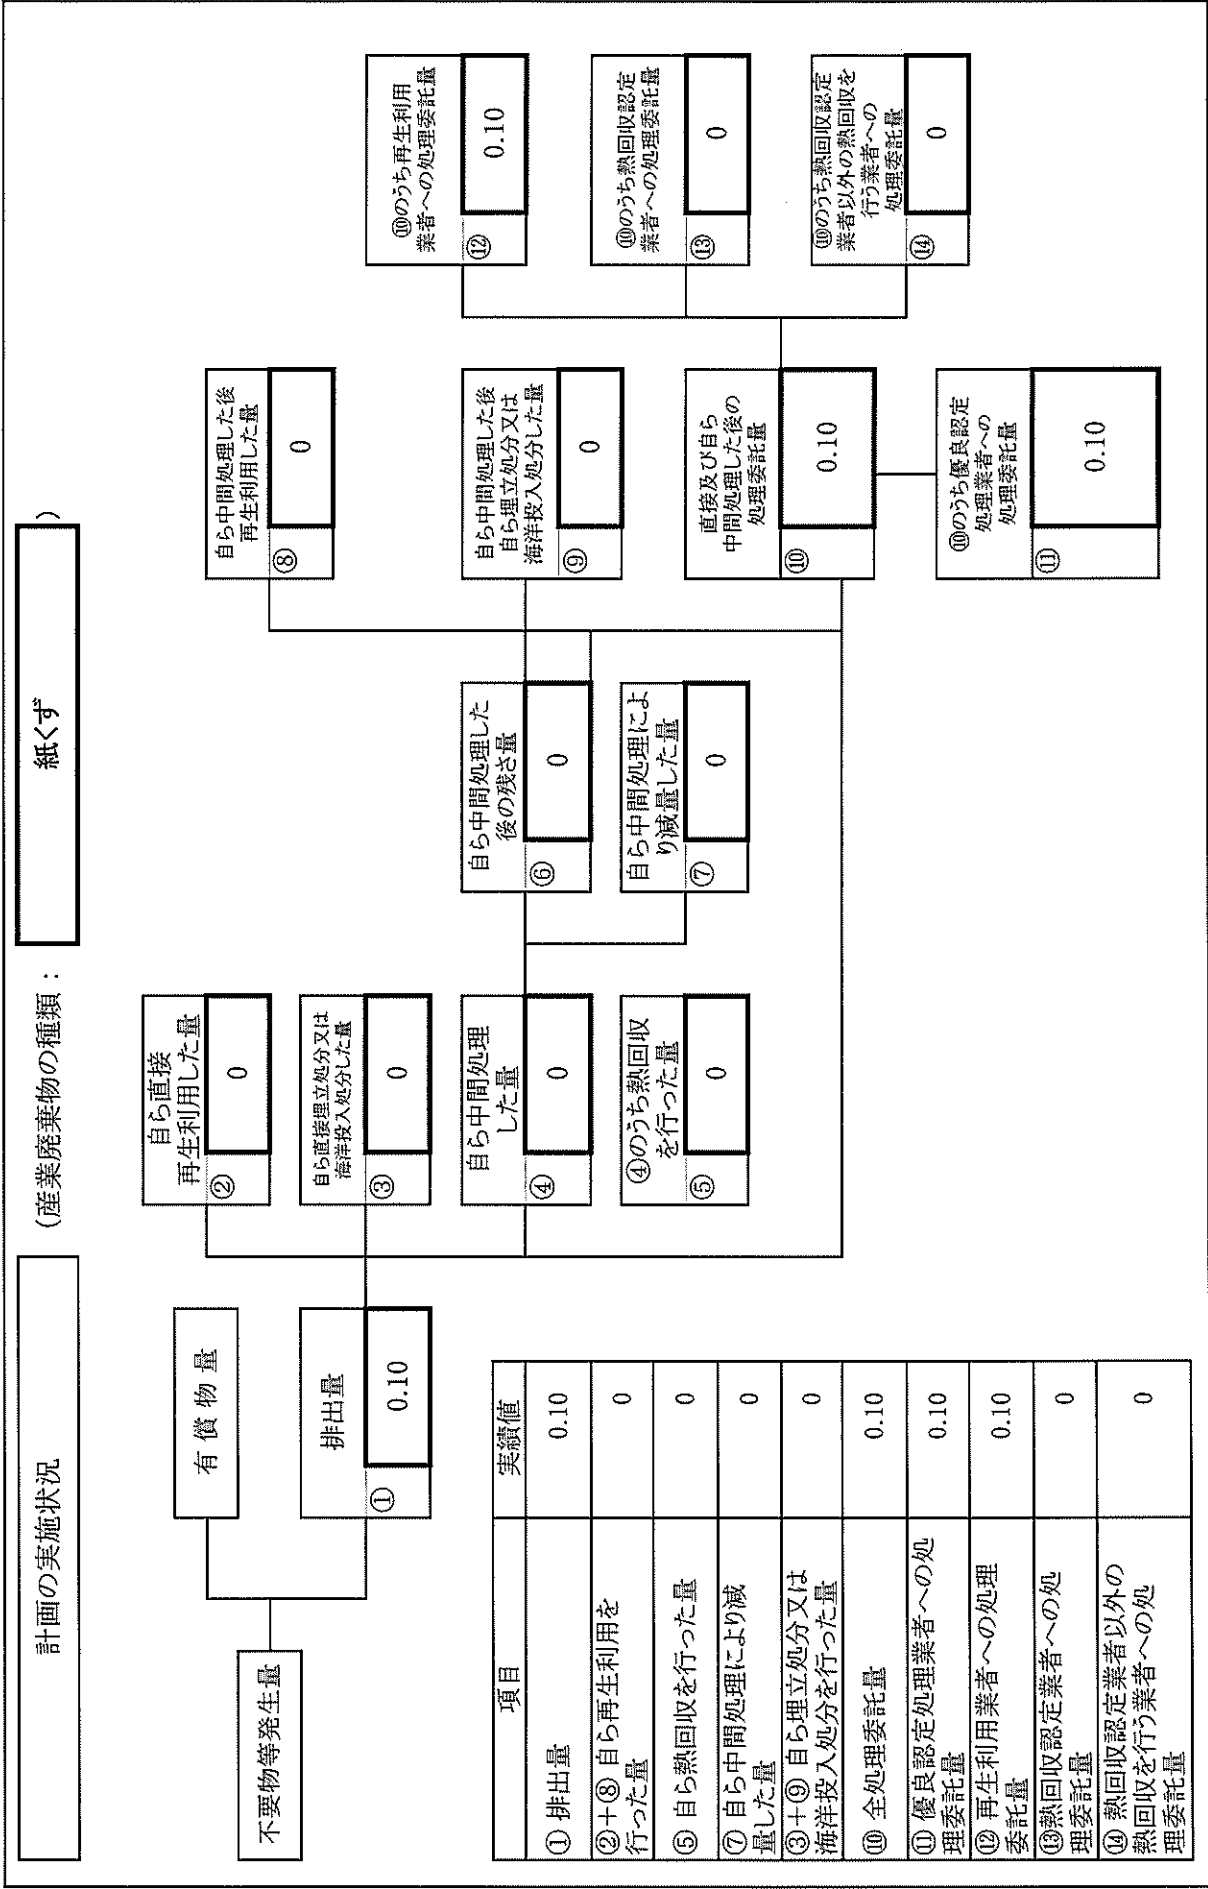 計画の実施状況
(産業廃棄物の種類：
紙くず
)
不要物等発生量
有 償 物 量
排出量
①
0.10
自ら直接
再生利用した量
②
0
自ら直接埋立処分又は
海洋投入処分した量
③
0
自ら中間処理
した量
④
0
④のうち熱回収
を行った量
⑤
0
自ら中間処理した
後の残さ量
⑥
0
自ら中間処理によ
り減量した量
⑦
0
自ら中間処理した後
再生利用した量
⑧
0
自ら中間処理した後
自ら埋立処分又は
海洋投入処分した量
⑨
0
直接及び自ら
中間処理した後の
処理委託量
⑩
0.10
⑩のうち優良認定
処理業者への
処理委託量
⑪
0.10
⑩のうち再生利用
業者への処理委託量
⑫
0.10
⑩のうち熱回収認定
業者への処理委託量
⑬
0
⑩のうち熱回収認定
業者以外の熱回収を
行う業者への
処理委託量
⑭
0
項目 実績値
① 排出量 0.10
②＋⑧ 自ら再生利用を
行った量 0
⑤ 自ら熱回収を行った量 0
⑦ 自ら中間処理により減
量した量 0
③＋⑨ 自ら埋立処分又は
海洋投入処分を行った量 0
⑩ 全処理委託量 0.10
⑪ 優良認定処理業者への処
理委託量 0.10
⑫ 再生利用業者への処理
委託量 0.10
⑬熱回収認定業者への処
理委託量 0
⑭ 熱回収認定業者以外の
熱回収を行う業者への処
理委託量 0